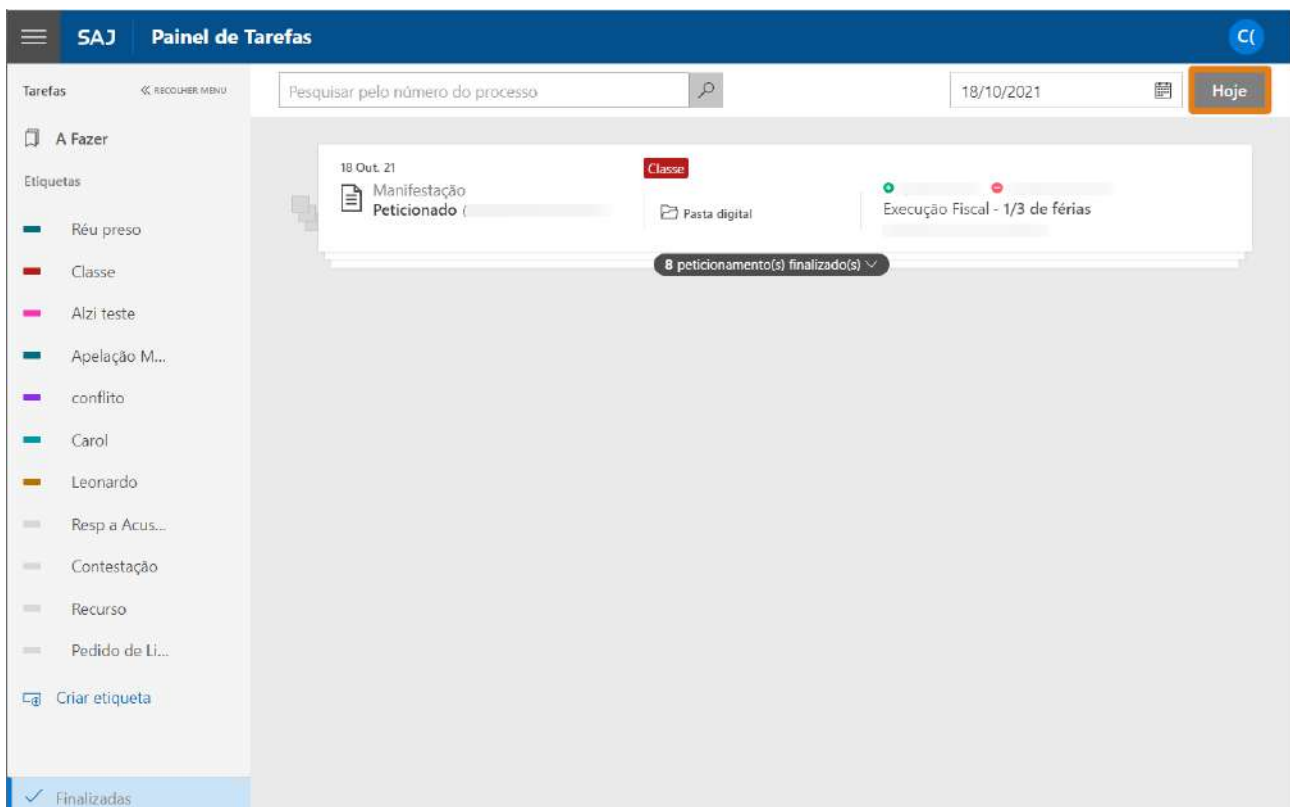 SAJ Painel de Tarefas C(
Tarefas RECOLHER MENU Pesquisar pelo número do processo 18/10/2021 Hoje
A Fazer
Etiquetas
Réu preso
Classe
Alzi teste
Apelação M...
conflito
Carol
Leonardo
Resp a Acus...
Contestação
Recurso
Pedido de Li...
Criar etiqueta
Finalizadas
18 Out. 21 Classe
Manifestação
Peticionado ( Pasta digital Execução Fiscal - 1/3 de férias
8 peticionamento(s) finalizado(s)